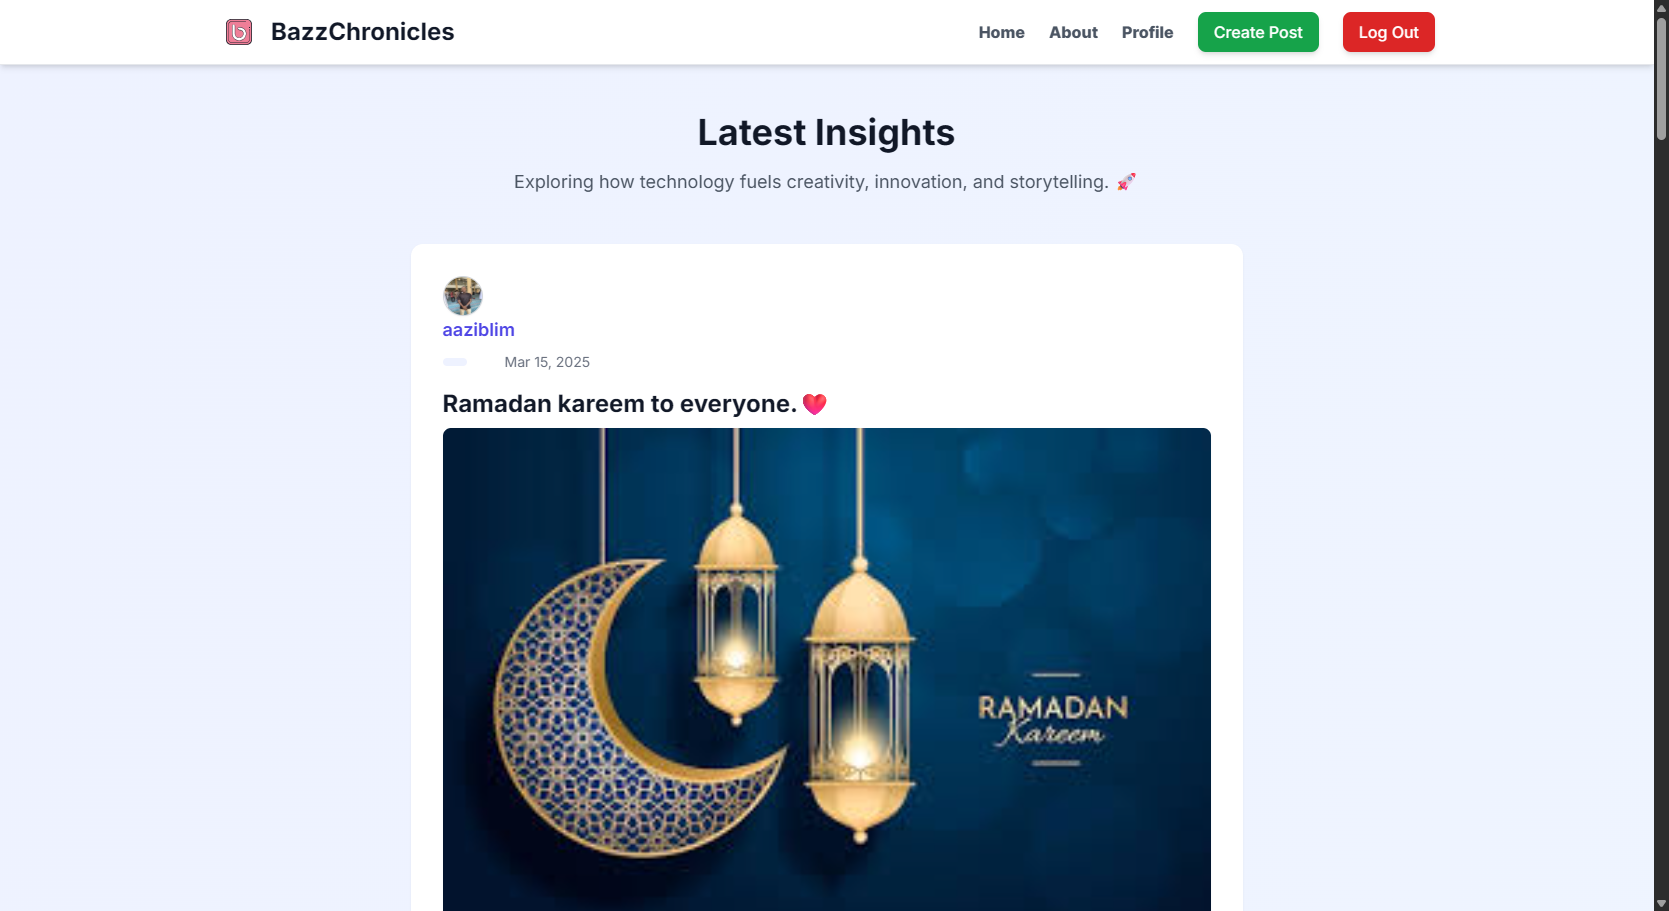 BazzChronicles
Home About Profile Create Post Log Out
Latest Insights
Exploring how technology fuels creativity, innovation, and storytelling. 🚀
aaziblim
Mar 15, 2025
Ramadan kareem to everyone. ❤️
RAMADAN
Kareem